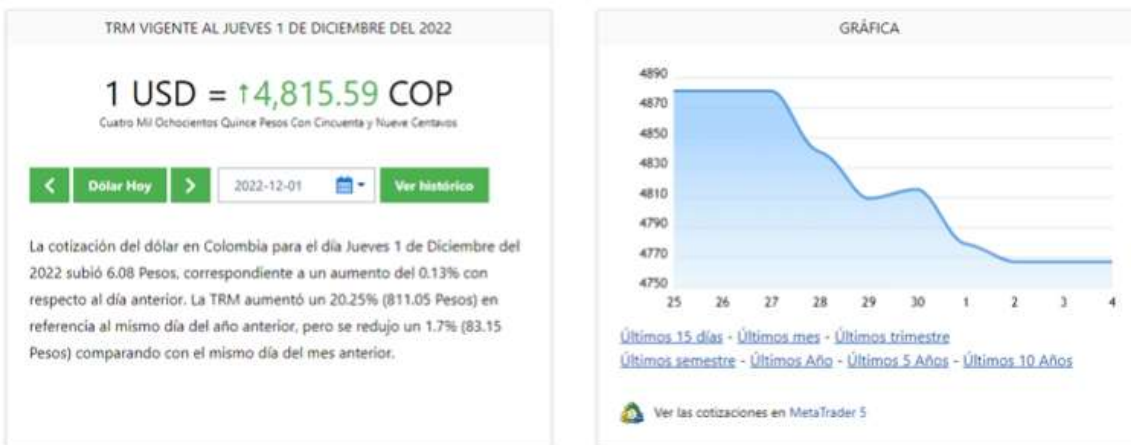 TRM VIGENTE AL JUEVES 1 DE DICIEMBRE DEL 2022
1 USD = ↑4,815.59 COP
Cuatro Mil Ochocientos Quince Pesos Con Cincuenta y Nueve Centavos
Dólar Hoy
2022-12-01
Ver histórico
La cotización del dólar en Colombia para el día Jueves 1 de Diciembre del
2022 subió 6.08 Pesos, correspondiente a un aumento del 0.13% con
respecto al día anterior. La TRM aumentó un 20.25% (811.05 Pesos) en
referencia al mismo día del año anterior, pero se redujo un 1.7% (83.15
Pesos) comparando con el mismo día del mes anterior.
GRÁFICA
4890
4870
4850
4830
4810
4790
4770
4750
25 26 27 28 29 30 1 2 3 4
Últimos 15 días - Últimos mes - Últimos trimestre
Últimos semestre - Últimos Año - Últimos 5 Años - Últimos 10 Años
Ver las cotizaciones en MetaTrader 5